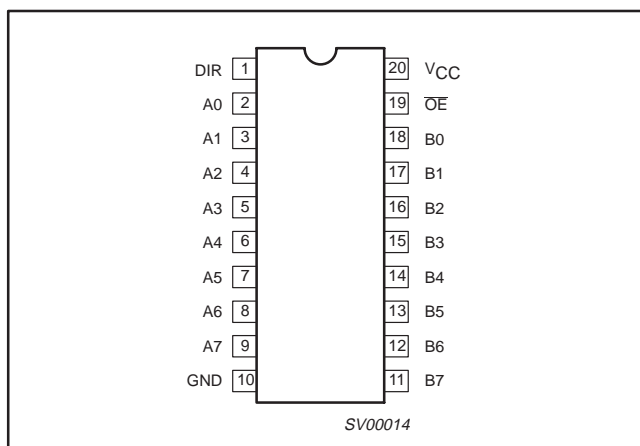 DIR 1 20 VCC
A0 2 19 O̅E̅
A1 3 18 B0
A2 4 17 B1
A3 5 16 B2
A4 6 15 B3
A5 7 14 B4
A6 8 13 B5
A7 9 12 B6
GND 10 11 B7
SV00014